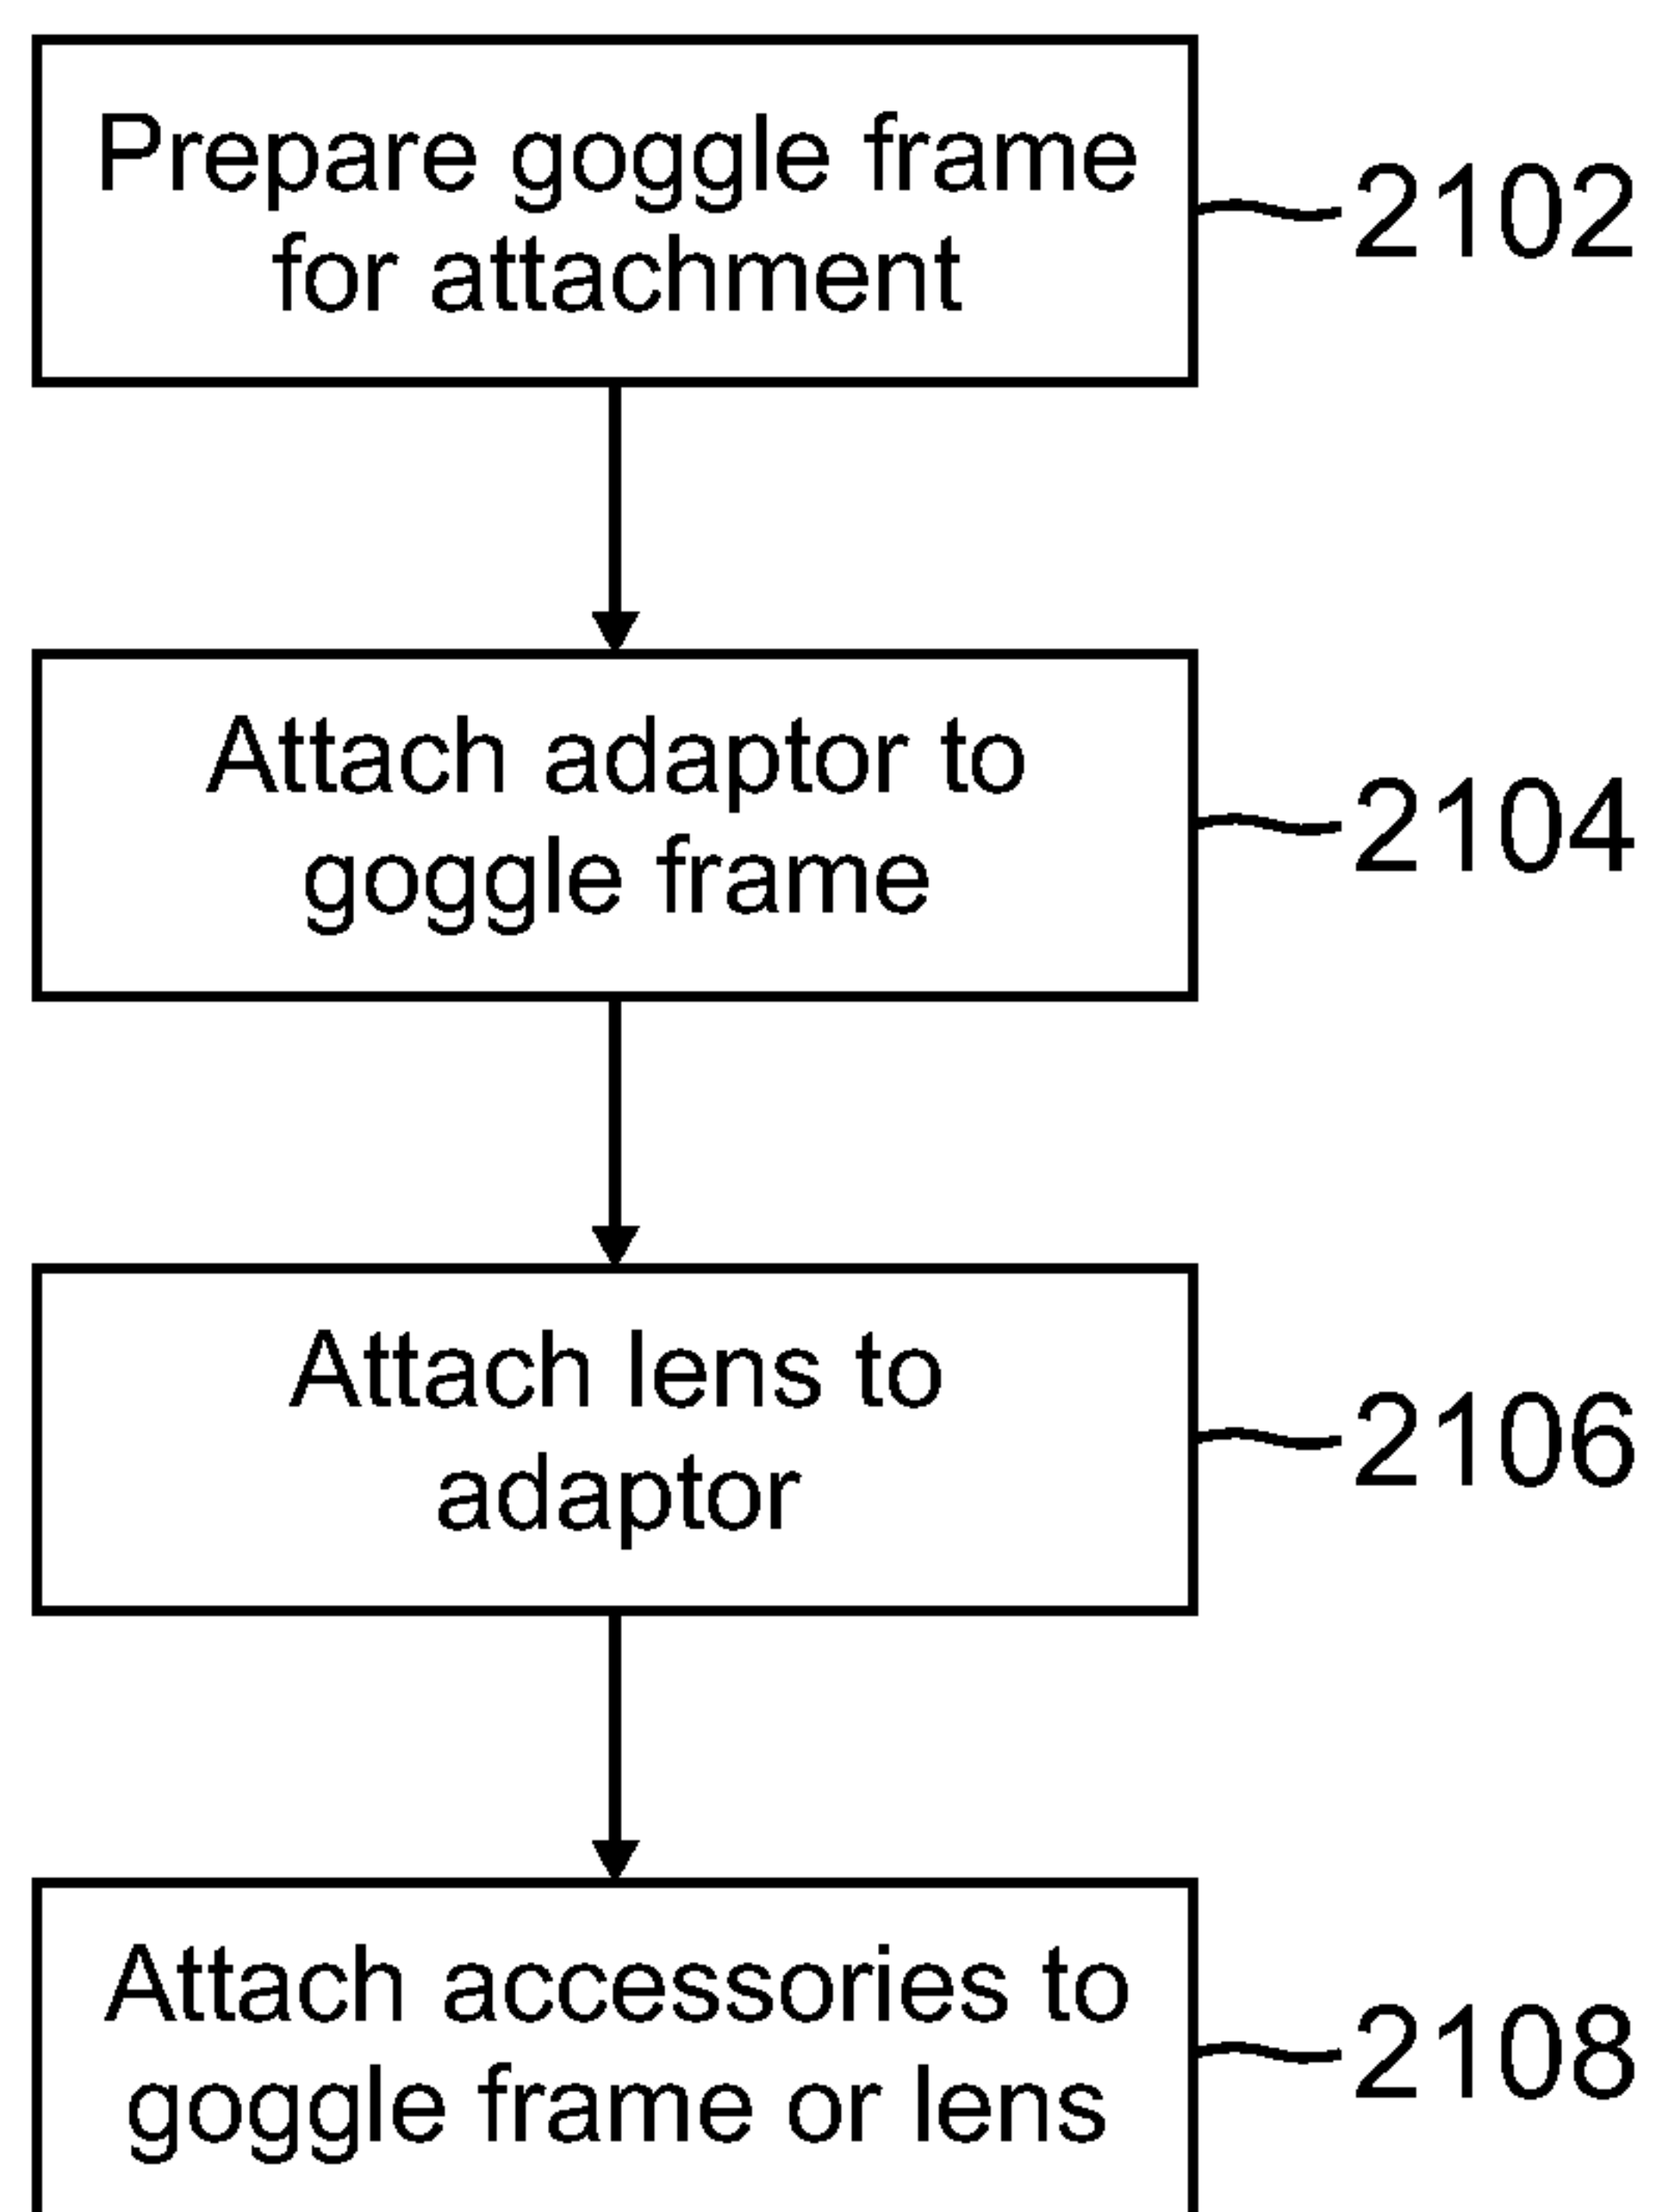 Prepare goggle frame
for attachment
2102
Attach adaptor to
goggle frame
2104
Attach lens to
adaptor
2106
Attach accessories to
goggle frame or lens
2108